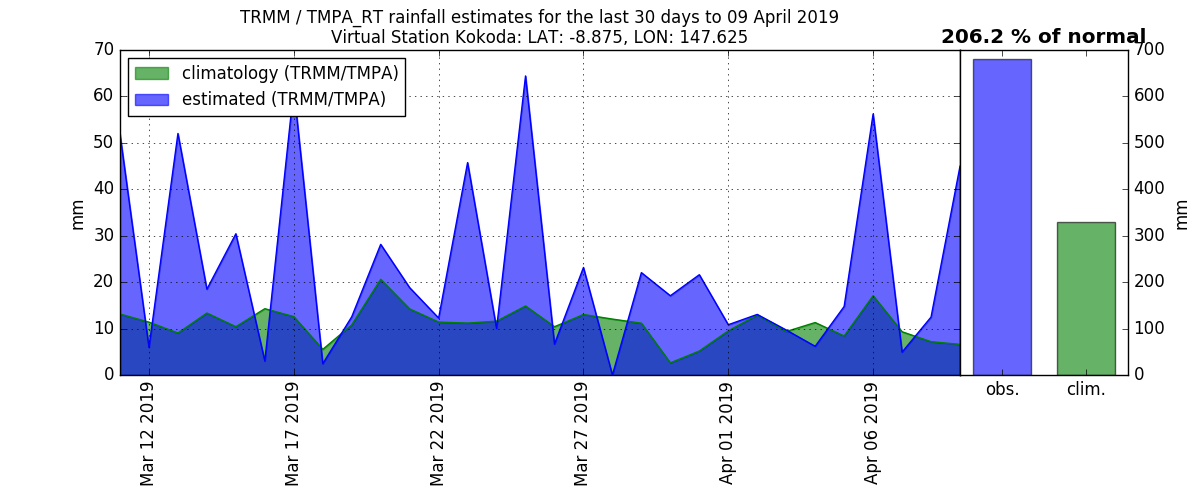 TRMM / TMPA_RT rainfall estimates for the last 30 days to 09 April 2019
Virtual Station Kokoda: LAT: -8.875, LON: 147.625
206.2 % of normal
climatology (TRMM/TMPA)
estimated (TRMM/TMPA)
70
60
50
40
30
20
10
0
mm
Mar 12 2019
Mar 17 2019
Mar 22 2019
Mar 27 2019
Apr 01 2019
Apr 06 2019
obs.
clim.
700
600
500
400
300
200
100
0
mm